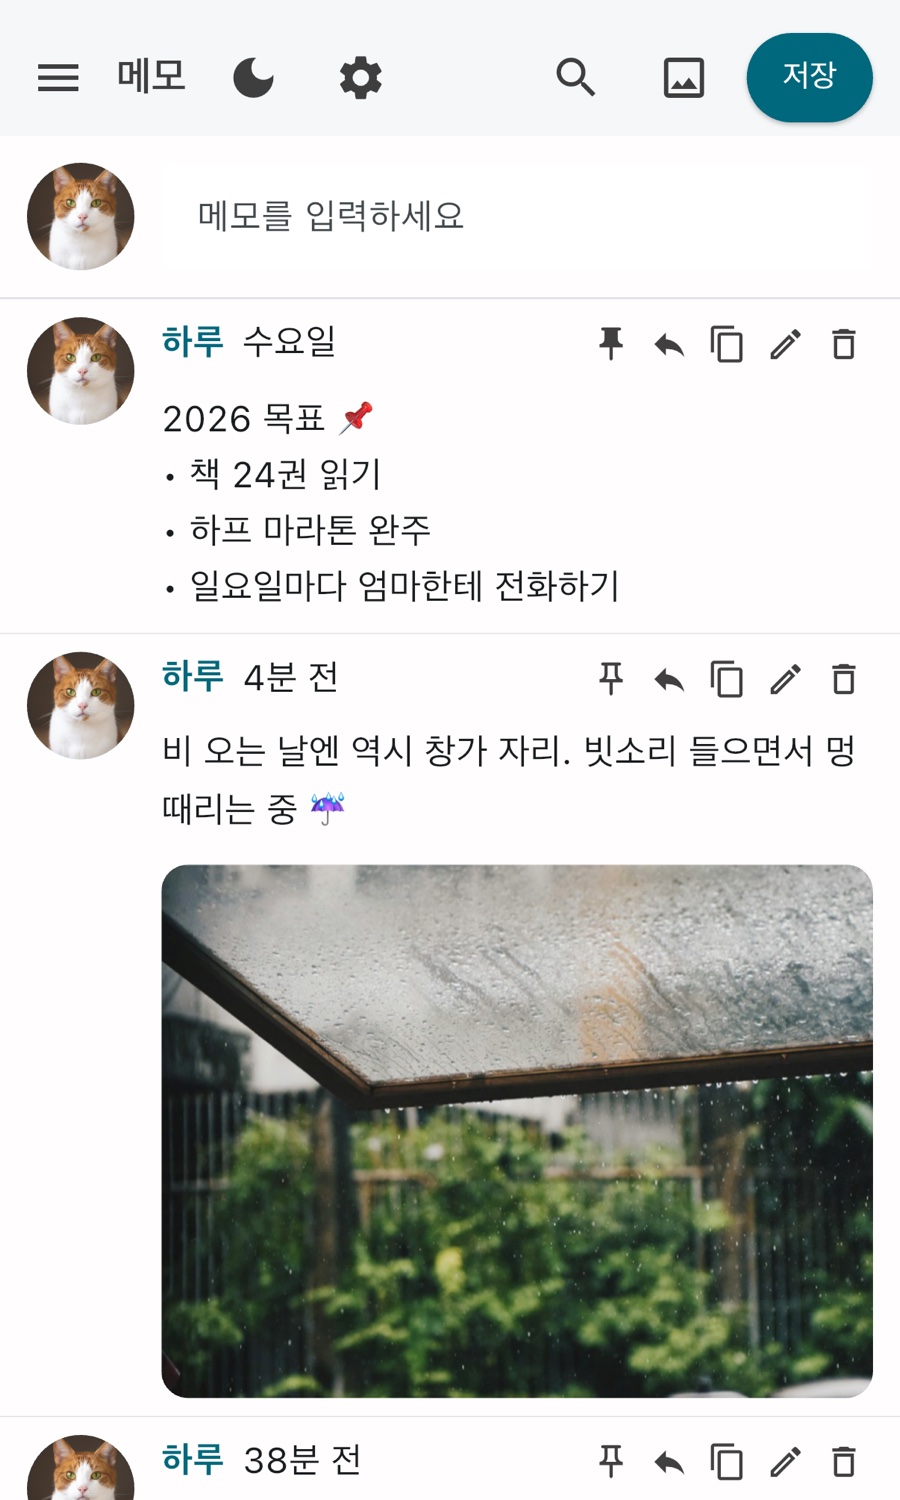 메모
저장
메모를 입력하세요
하루 수요일
2026 목표 📌
• 책 24권 읽기
• 하프 마라톤 완주
• 일요일마다 엄마한테 전화하기
하루 4분 전
비 오는 날엔 역시 창가 자리. 빗소리 들으면서 멍
때리는 중 ☔
하루 38분 전